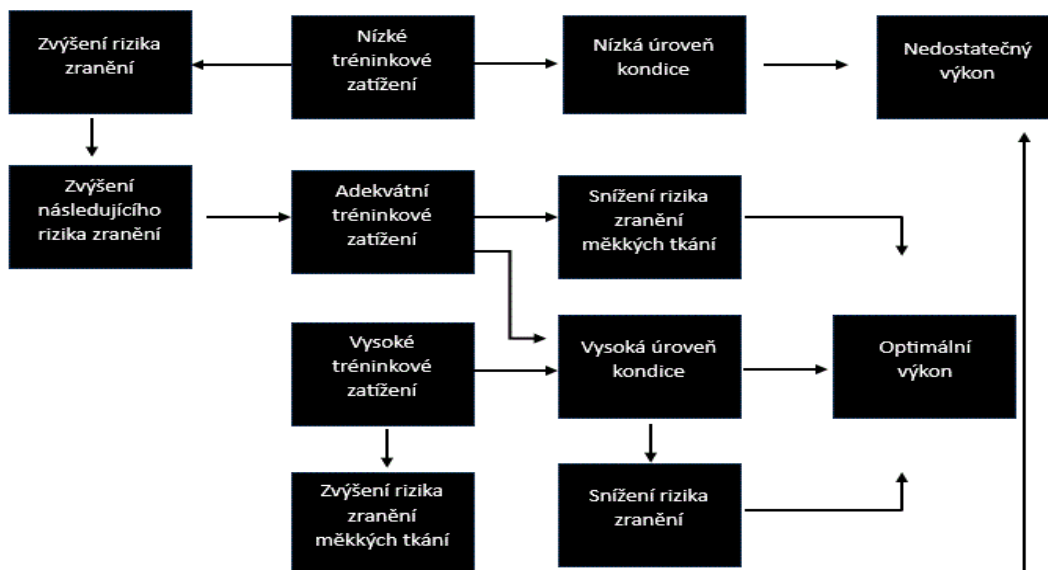 Zvýšení rizika
zranění
Nízké
tréninkové
zatížení
Nízká úroveň
kondice
Nedostatečný
výkon
Zvýšení
následujícího
rizika zranění
Adekvátní
tréninkové
zatížení
Snížení rizika
zranění
měkkých tkání
Vysoké
tréninkové
zatížení
Vysoká úroveň
kondice
Optimální
výkon
Zvýšení rizika
zranění
měkkých tkání
Snížení rizika
zranění